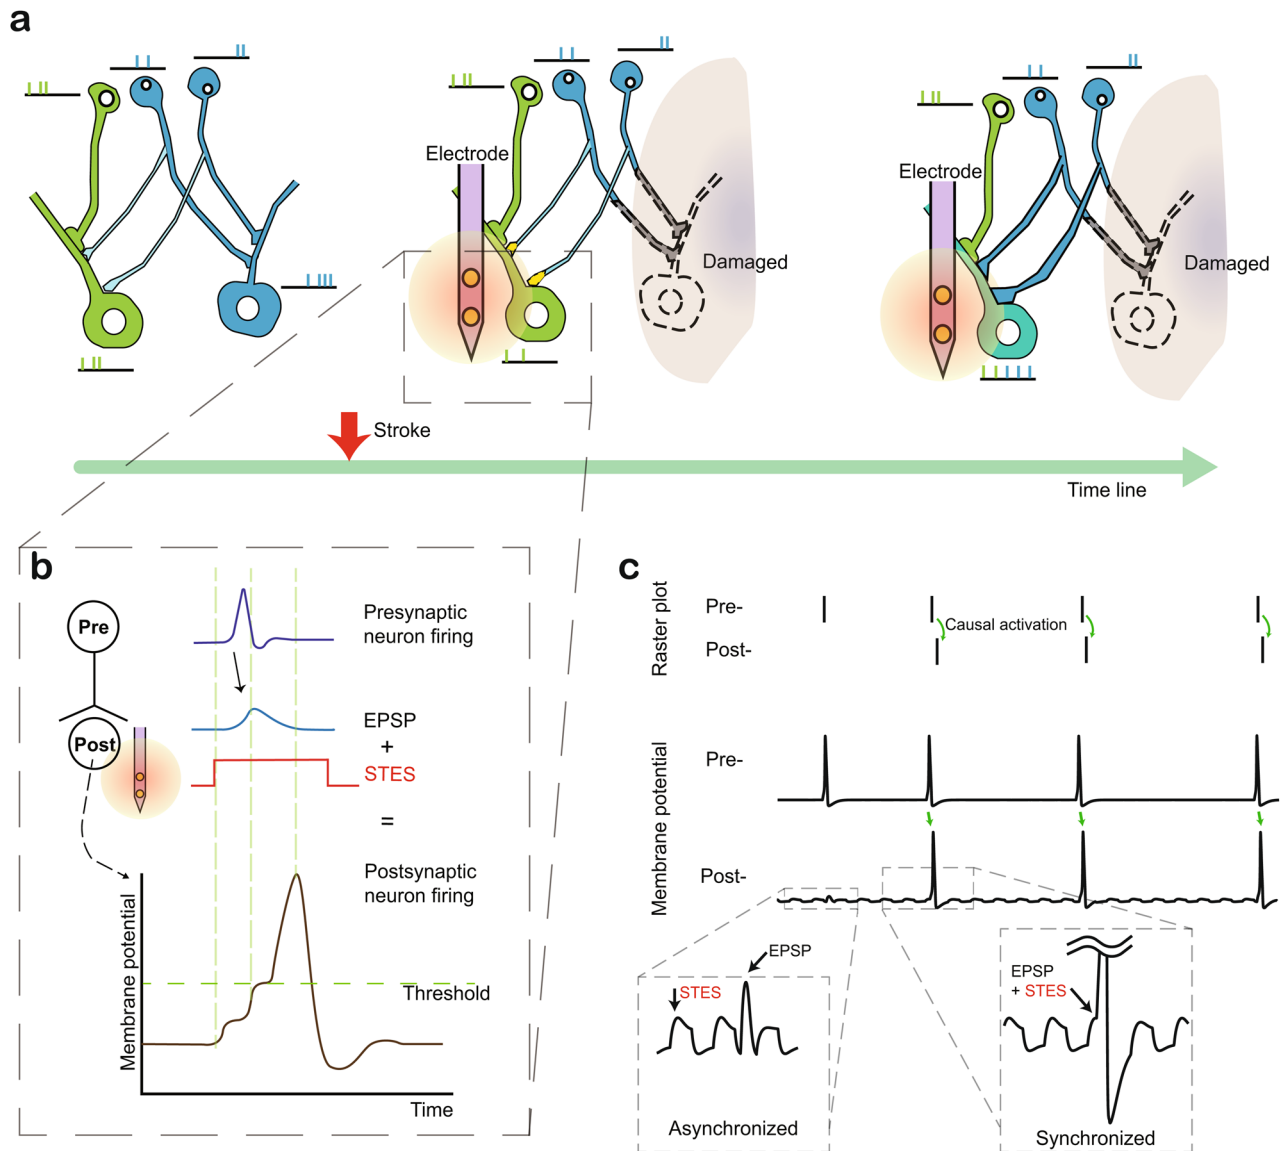 a
Electrode
Damaged
Electrode
Damaged
Stroke
Time line
b
Pre
Post
Presynaptic
neuron firing
EPSP
+
STES
=
Postsynaptic
neuron firing
Membrane potential
Threshold
Time
c
Raster plot
Pre-
Causal activation
Post-
Membrane potential
Pre-
Post-
STES
EPSP
Asynchronized
EPSP
+ STES
Synchronized